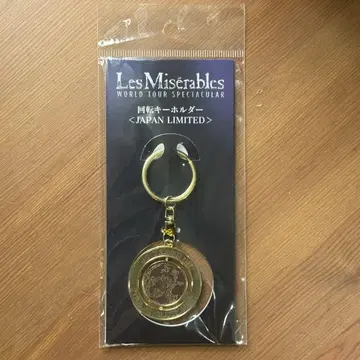 Les Misérables
WORLD TOUR SPECTACULAR
回転キーホルダー
<JAPAN LIMITED>